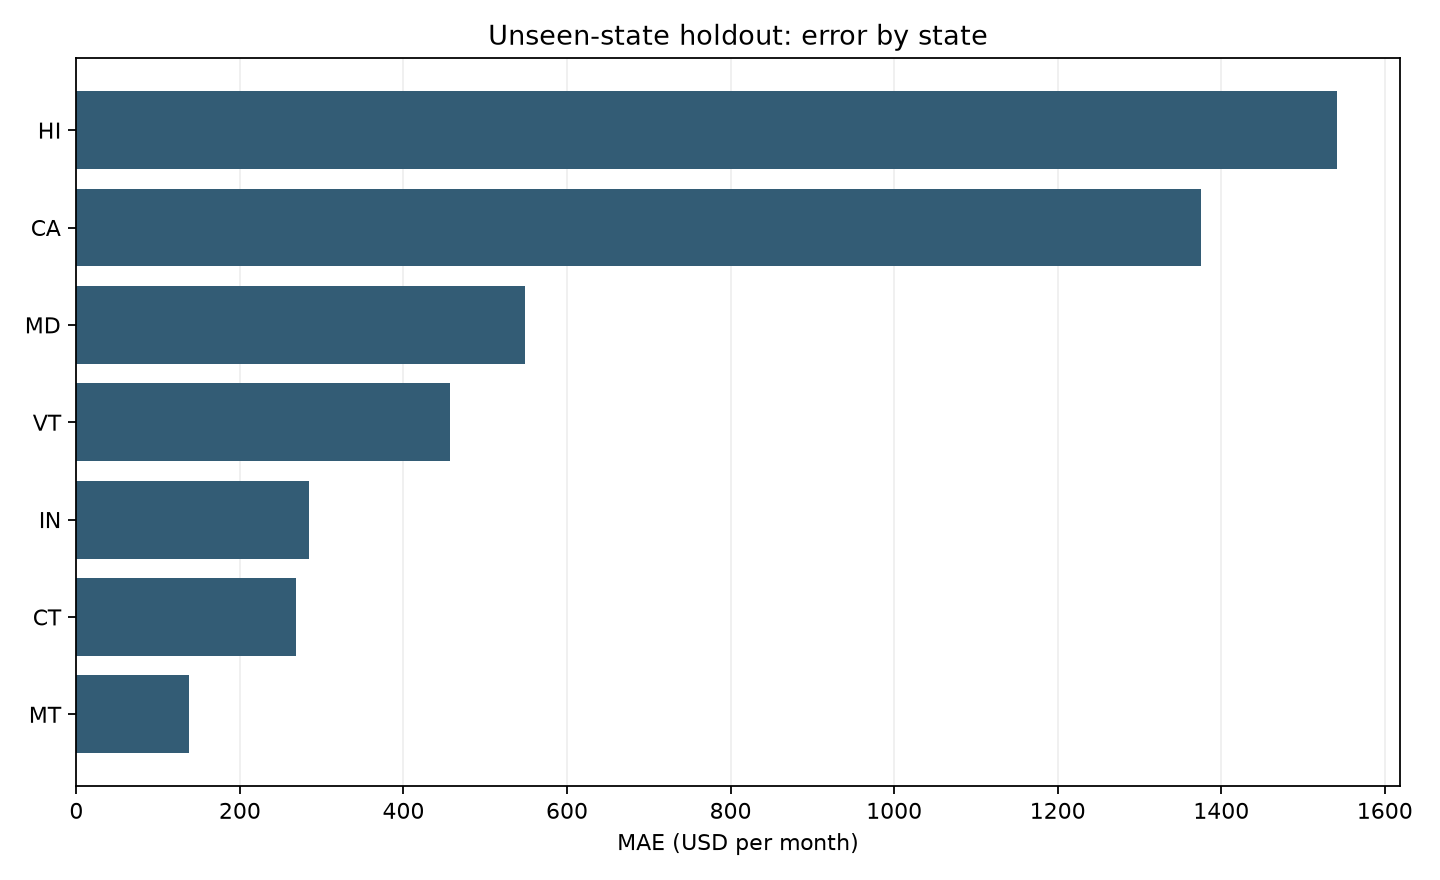 Unseen-state holdout: error by state
HI
CA
MD
VT
IN
CT
MT
0 200 400 600 800 1000 1200 1400 1600
MAE (USD per month)